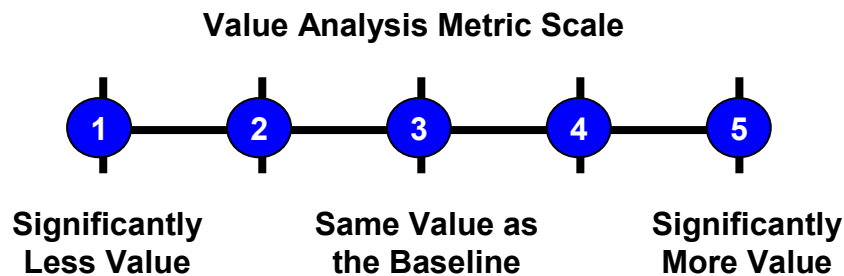 Value Analysis Metric Scale
1 2 3 4 5
Significantly Same Value as Significantly
Less Value the Baseline More Value